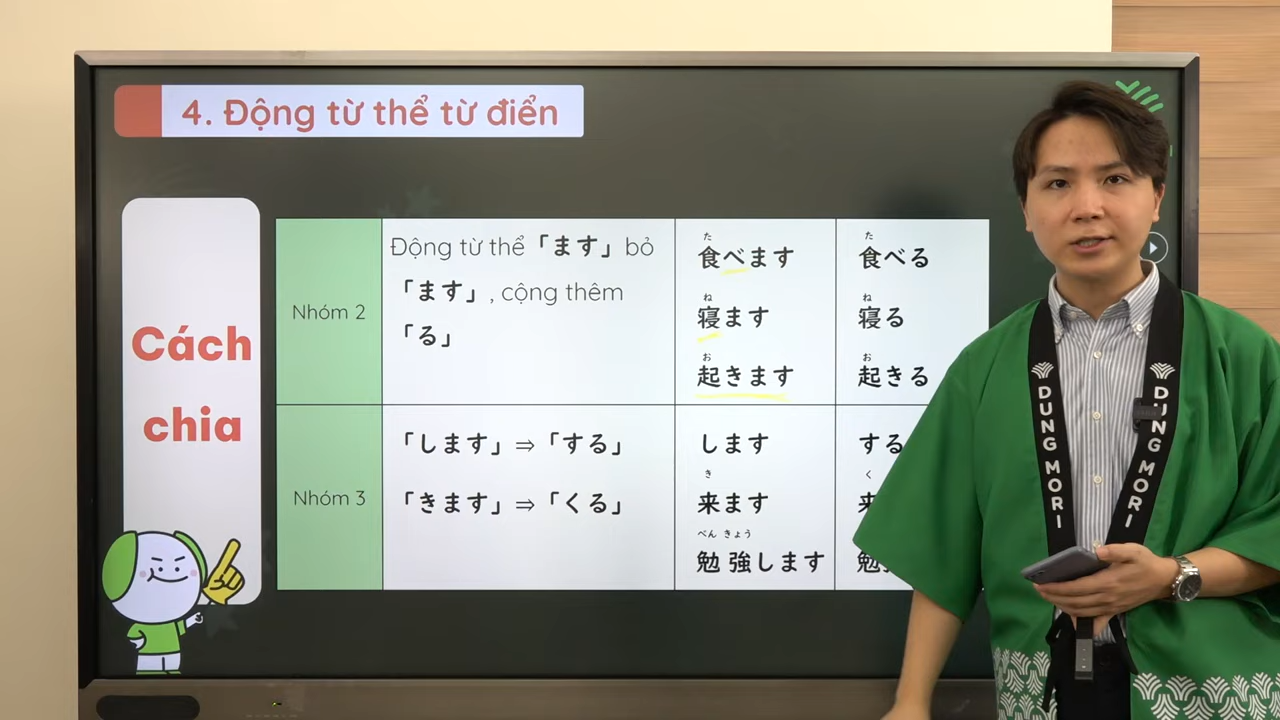 4. Động từ thể từ điển
Cách
chia
Nhóm 2
Động từ thể「ます」bỏ
「ます」, cộng thêm
「る」
た
食べます
ね
寝ます
お
起きます
た
食べる
ね
寝る
お
起きる
Nhóm 3
「します」⇒「する」
「きます」⇒「くる」
します
き
来ます
べんきょう
勉強します
する
く
DUNG MORI
DUNG MORI